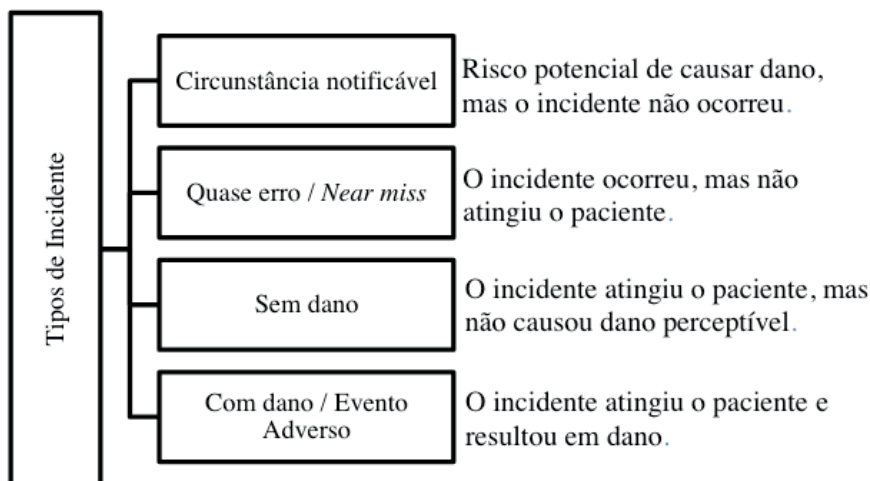 Tipos de Incidente
Circunstância notificável
Risco potencial de causar dano,
mas o incidente não ocorreu.
Quase erro / Near miss
O incidente ocorreu, mas não
atingiu o paciente.
Sem dano
O incidente atingiu o paciente, mas
não causou dano perceptível.
Com dano / Evento
Adverso
O incidente atingiu o paciente e
resultou em dano.